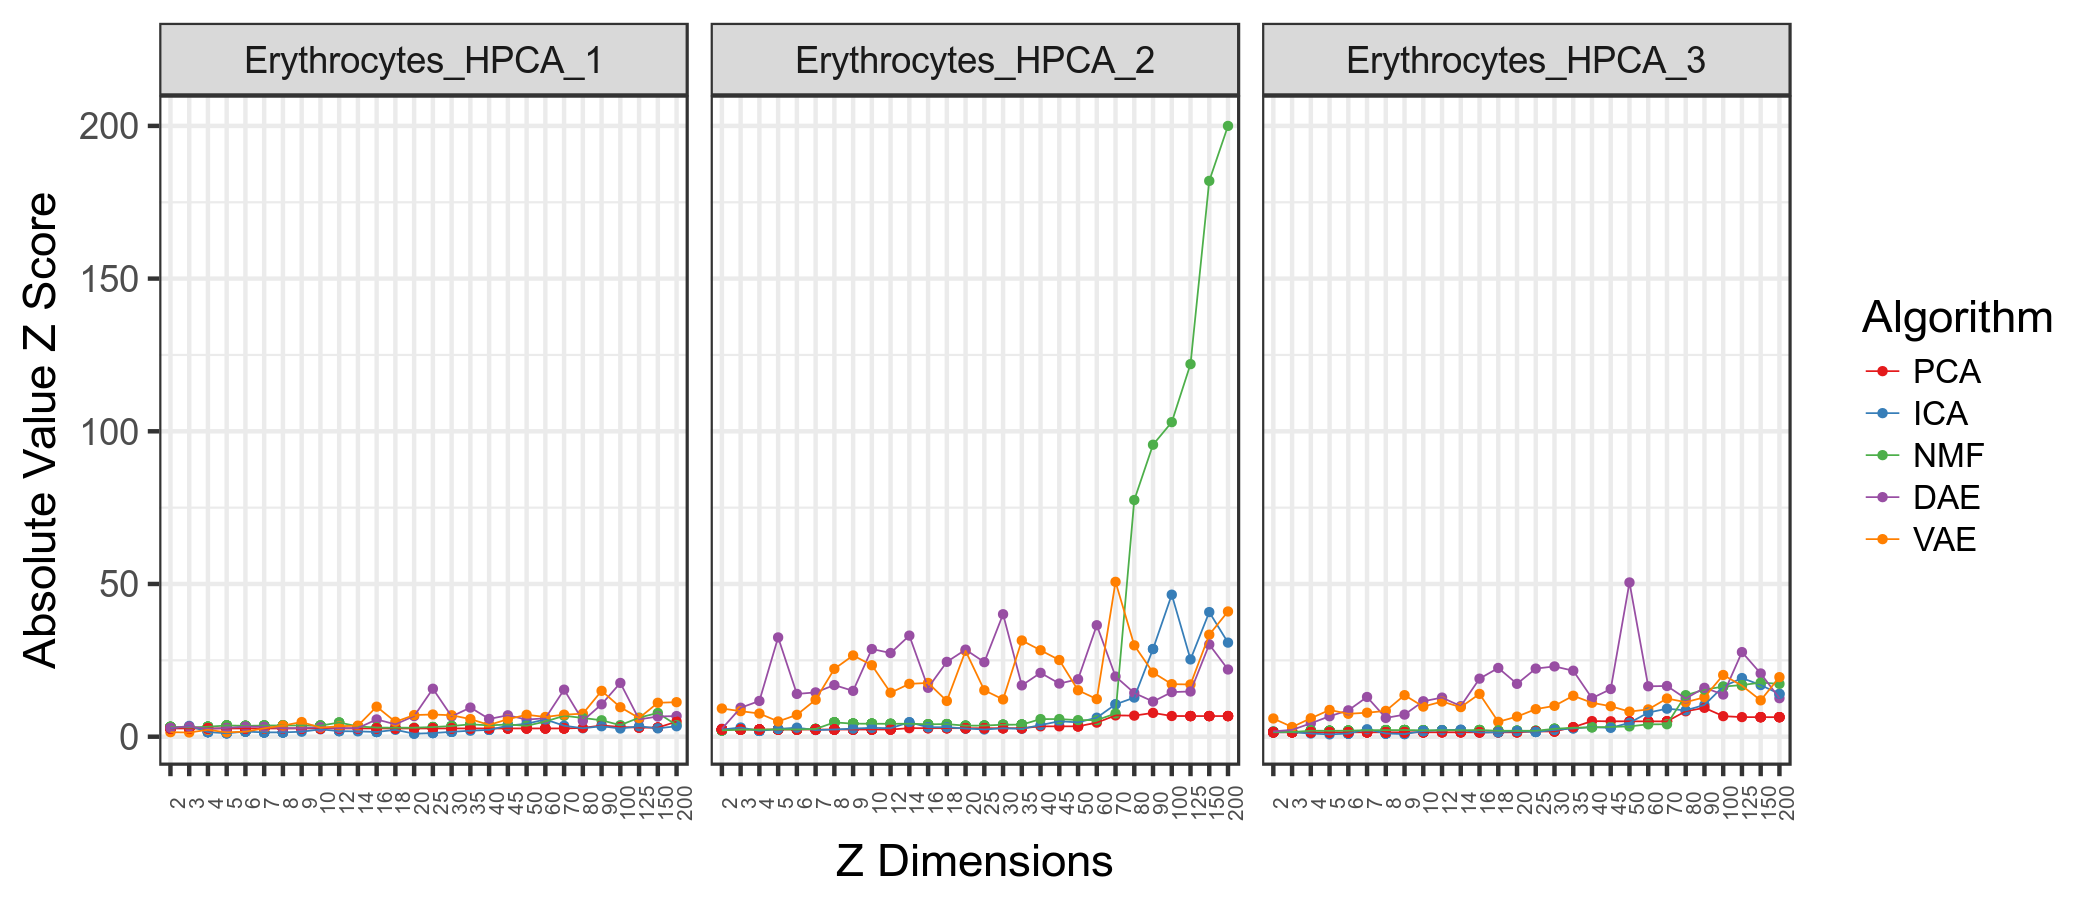 Erythrocytes_HPCA_1 Erythrocytes_HPCA_2 Erythrocytes_HPCA_3
200
150
100
50
0
Absolute Value Z Score
2 3 4 5 6 7 8 9 10 12 14 16 18 20 25 30 35 40 45 50 60 70 80 90 100 125 150 200
2 3 4 5 6 7 8 9 10 12 14 16 18 20 25 30 35 40 45 50 60 70 80 90 100 125 150 200
2 3 4 5 6 7 8 9 10 12 14 16 18 20 25 30 35 40 45 50 60 70 80 90 100 125 150 200
Z Dimensions
Algorithm
PCA
ICA
NMF
DAE
VAE